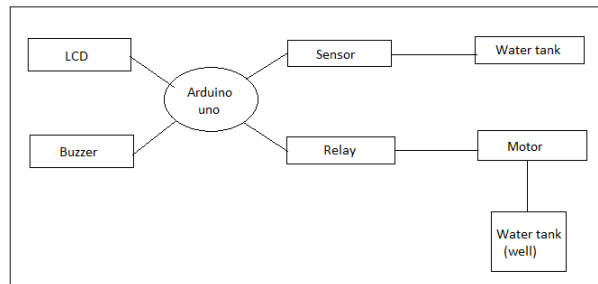 LCD
Sensor
Water tank
Arduino
uno
Buzzer
Relay
Motor
Water tank
(well)